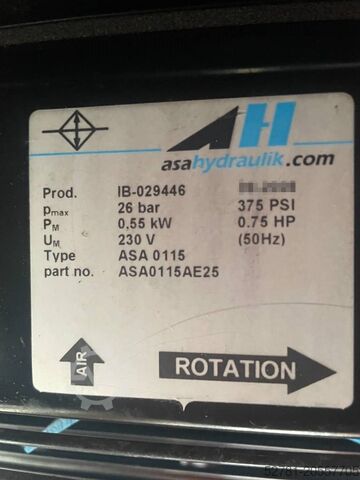 AH
asahydraulik.com
Prod. IB-029446
Pmax 26 bar 375 PSI
PM 0,55 kW 0.75 HP
UM 230 V (50Hz)
Type ASA 0115
part no. ASA0115AE25
AIR ROTATION